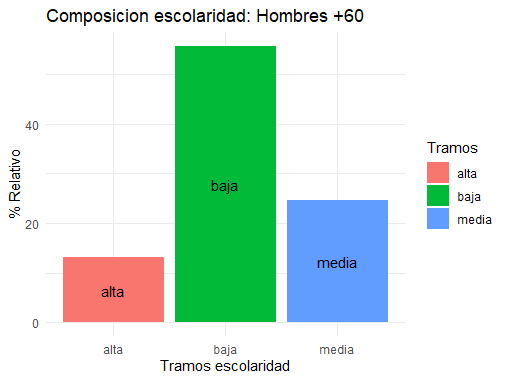 Composicion escolaridad: Hombres +60
% Relativo
40
20
0
alta
baja
media
alta
baja
media
Tramos escolaridad
Tramos
alta
baja
media